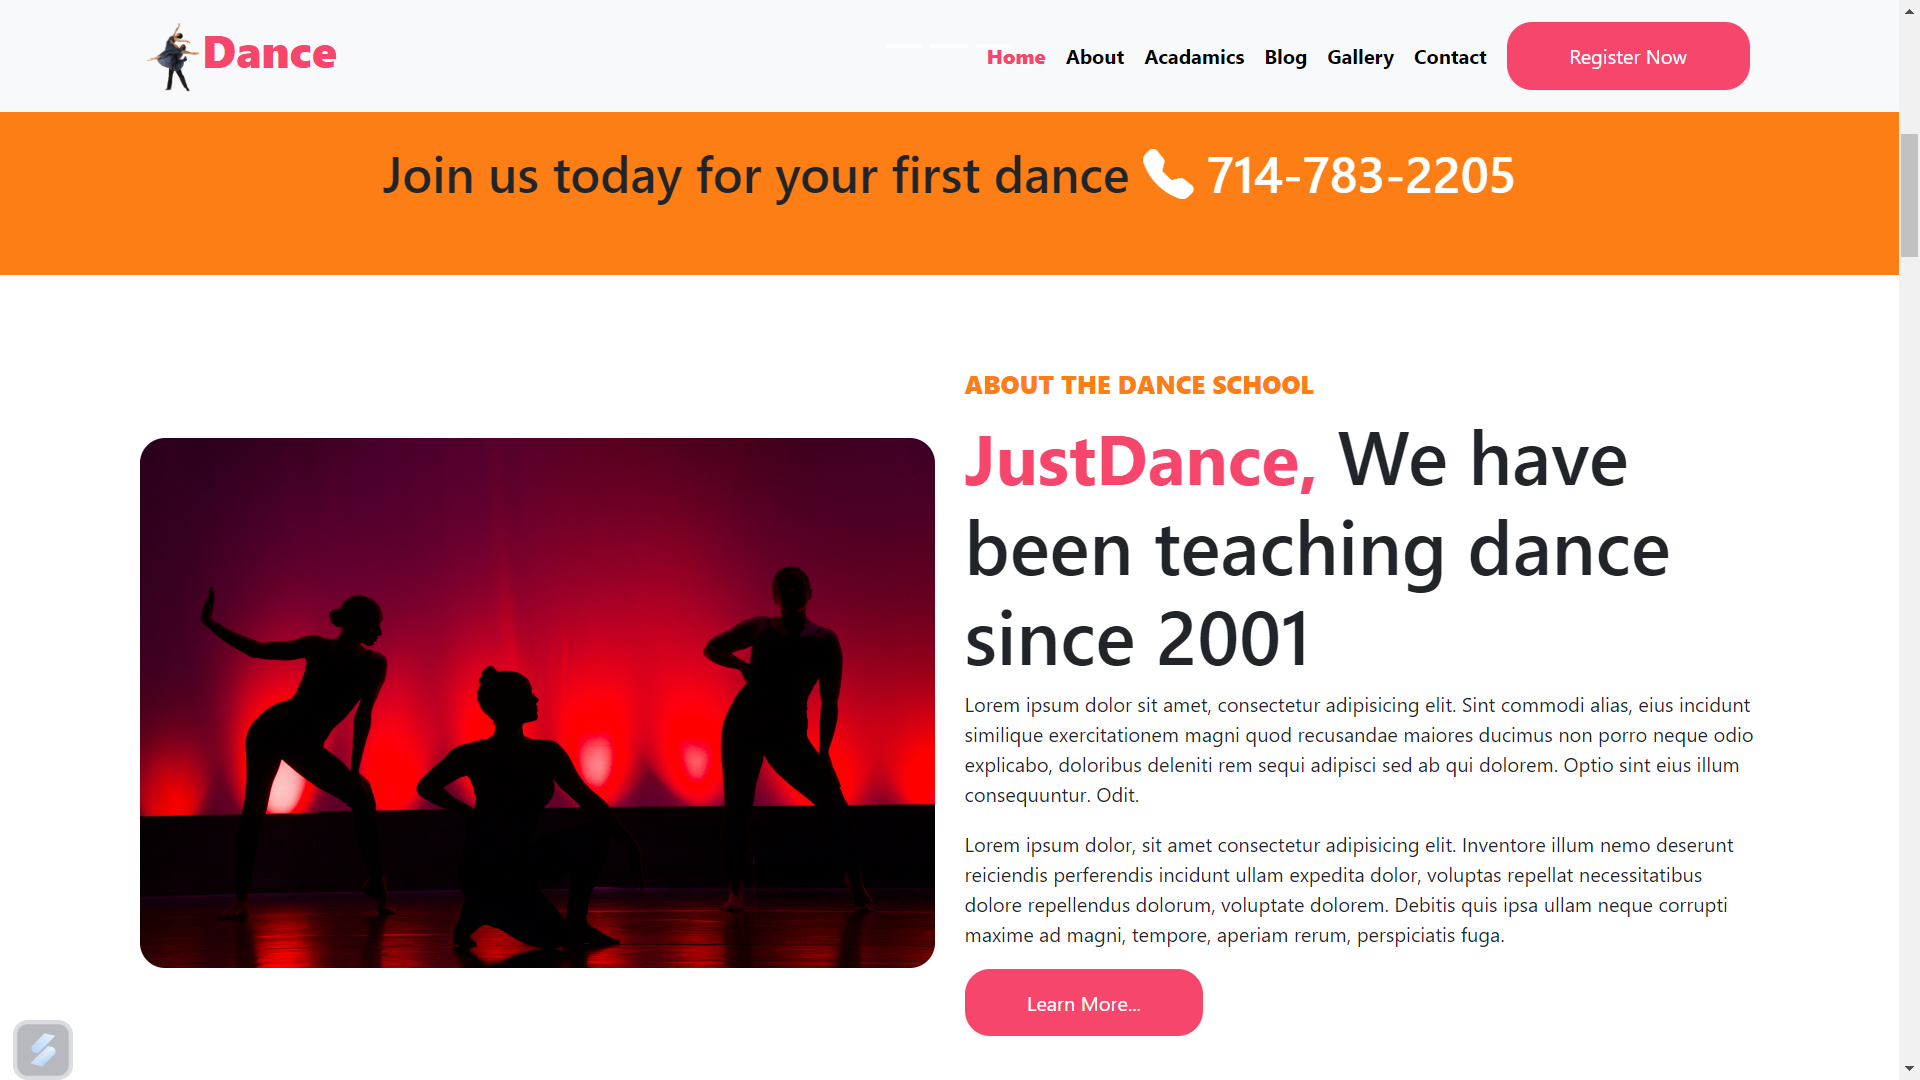 Dance
Home About Acadamics Blog Gallery Contact Register Now
Join us today for your first dance 714-783-2205
ABOUT THE DANCE SCHOOL
JustDance, We have
been teaching dance
since 2001
Lorem ipsum dolor sit amet, consectetur adipisicing elit. Sint commodi alias, eius incidunt
similique exercitationem magni quod recusandae maiores ducimus non porro neque odio
explicabo, doloribus deleniti rem sequi adipisci sed ab qui dolorem. Optio sint eius illum
consequuntur. Odit.
Lorem ipsum dolor, sit amet consectetur adipisicing elit. Inventore illum nemo deserunt
reiciendis perferendis incidunt ullam expedita dolor, voluptas repellat necessitatibus
dolore repellendus dolorum, voluptate dolorem. Debitis quis ipsa ullam neque corrupti
maxime ad magni, tempore, aperiam rerum, perspiciatis fuga.
Learn More...